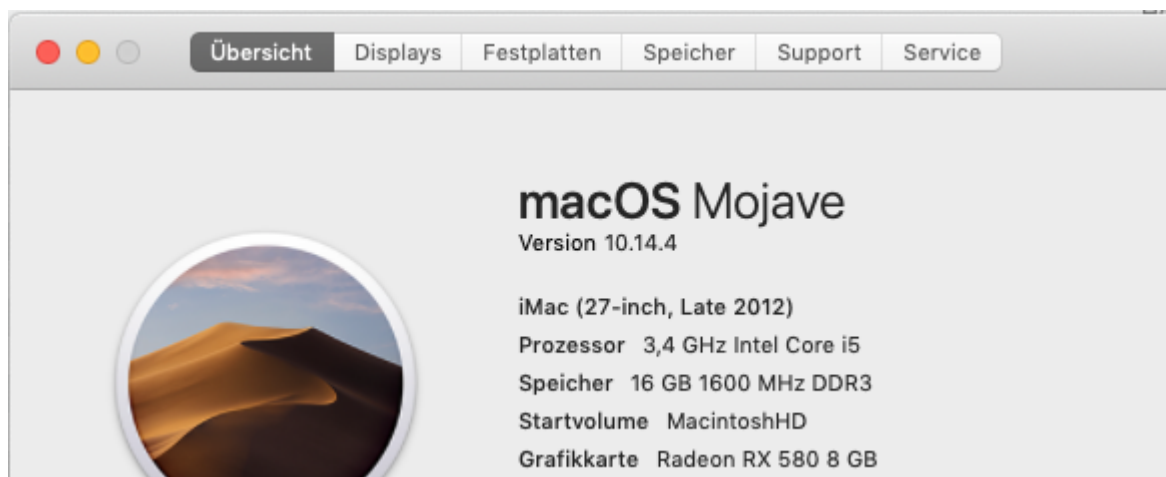 Übersicht Displays Festplatten Speicher Support Service
macOS Mojave
Version 10.14.4
iMac (27-inch, Late 2012)
Prozessor 3,4 GHz Intel Core i5
Speicher 16 GB 1600 MHz DDR3
Startvolume MacintoshHD
Grafikkarte Radeon RX 580 8 GB